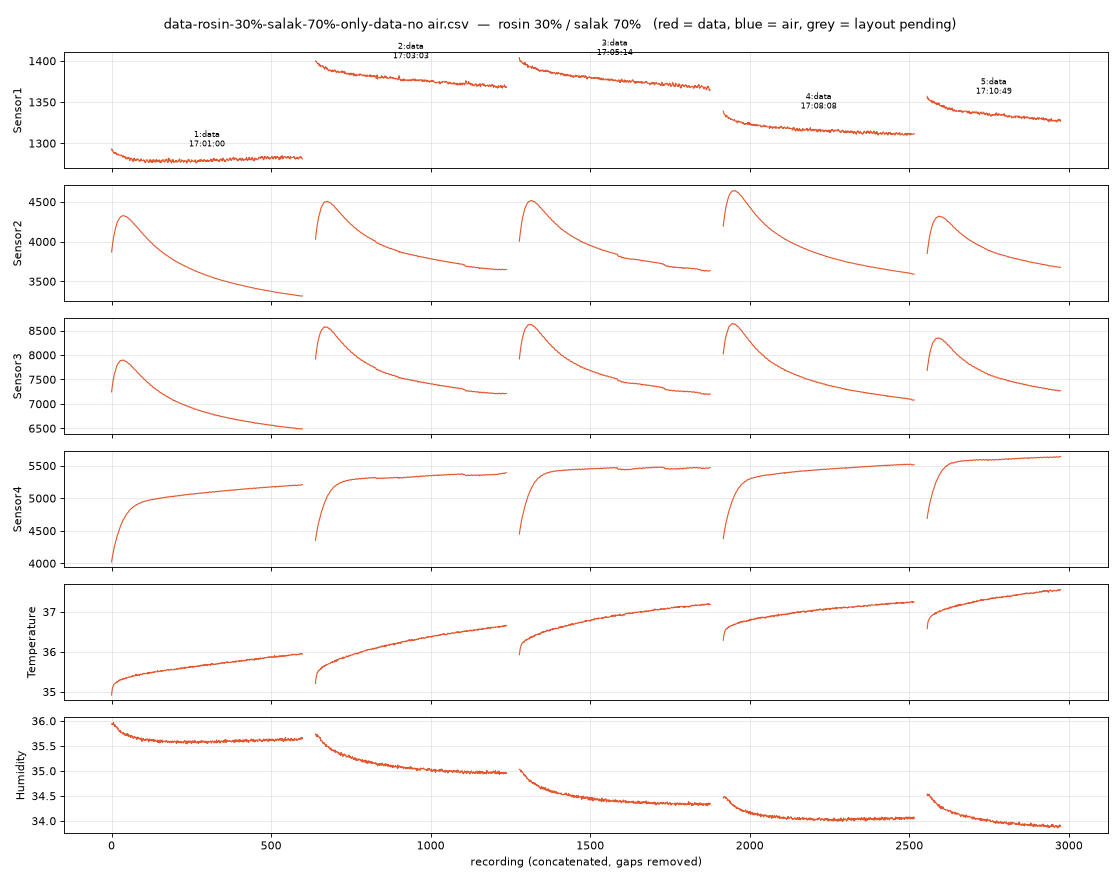 data-rosin-30%-salak-70%-only-data-no air.csv — rosin 30% / salak 70% (red = data, blue = air, grey = layout pending)
Sensor1
1400
1350
1300
1:data
17:01:00
2:data
17:03:03
3:data
17:05:14
4:data
17:08:08
5:data
17:10:49
Sensor2
4500
4000
3500
Sensor3
8500
8000
7500
7000
6500
Sensor4
5500
5000
4500
4000
Temperature
37
36
35
Humidity
36.0
35.5
35.0
34.5
34.0
0 500 1000 1500 2000 2500 3000
recording (concatenated, gaps removed)